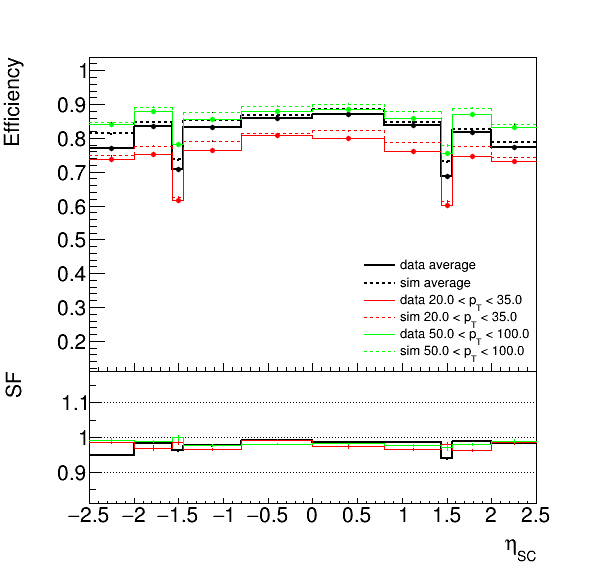 Efficiency
1
0.9
0.8
0.7
0.6
0.5
0.4
0.3
0.2
data average
sim average
data 20.0 < p_T < 35.0
sim 20.0 < p_T < 35.0
data 50.0 < p_T < 100.0
sim 50.0 < p_T < 100.0
SF
1.1
1
0.9
−2.5 −2 −1.5 −1 −0.5 0 0.5 1 1.5 2 2.5
η_SC